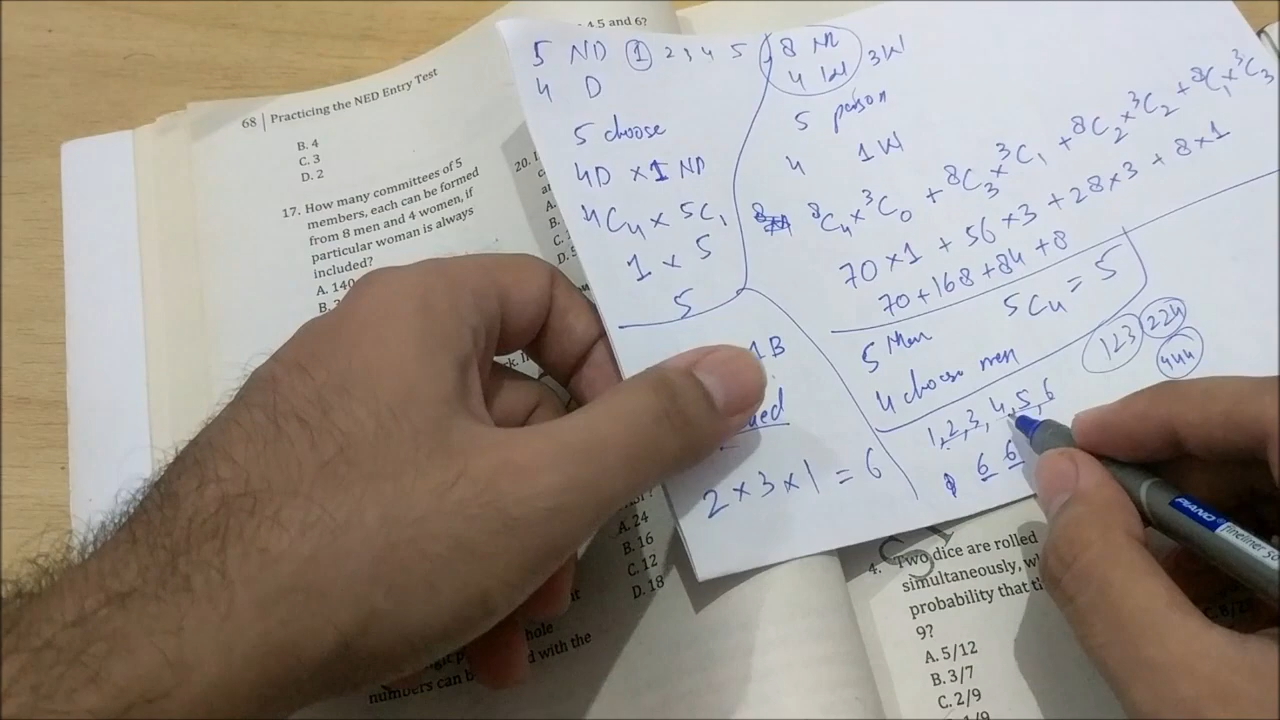 4,5 and 6?
68 | Practicing the NED Entry Test
B. 4
C. 3
D. 2
17. How many committees of 5
members, each can be formed
from 8 men and 4 women, if
particular woman is always
included?
A. 140
B.
20.
A.
B.
C.
D.
A. 24
B. 16
C. 12
D. 18
hole
d with the
numbers can b
5 ND ① 2 3 4 5
4 D
5 choose
4D × 1 ND
4C4 × 5C1
1 × 5
5
8 M
4 W 3W
5 person
4 1W
8C4 × 3C0 + 8C3 × 3C1 + 8C2 × 3C2 + 8C1 × 3C3
70×1 + 56×3 + 28×3 + 8×1
70+168+84+8
5 Men 5C4 = 5
4 choose men
1B
2 × 3 × 1 = 6
123 224
444
1,2,3,4,5,6
6 6
PIANO fineliner
4. Two dice are rolled
simultaneously, w
probability that t
9?
A. 5/12
B. 3/7
C. 2/9